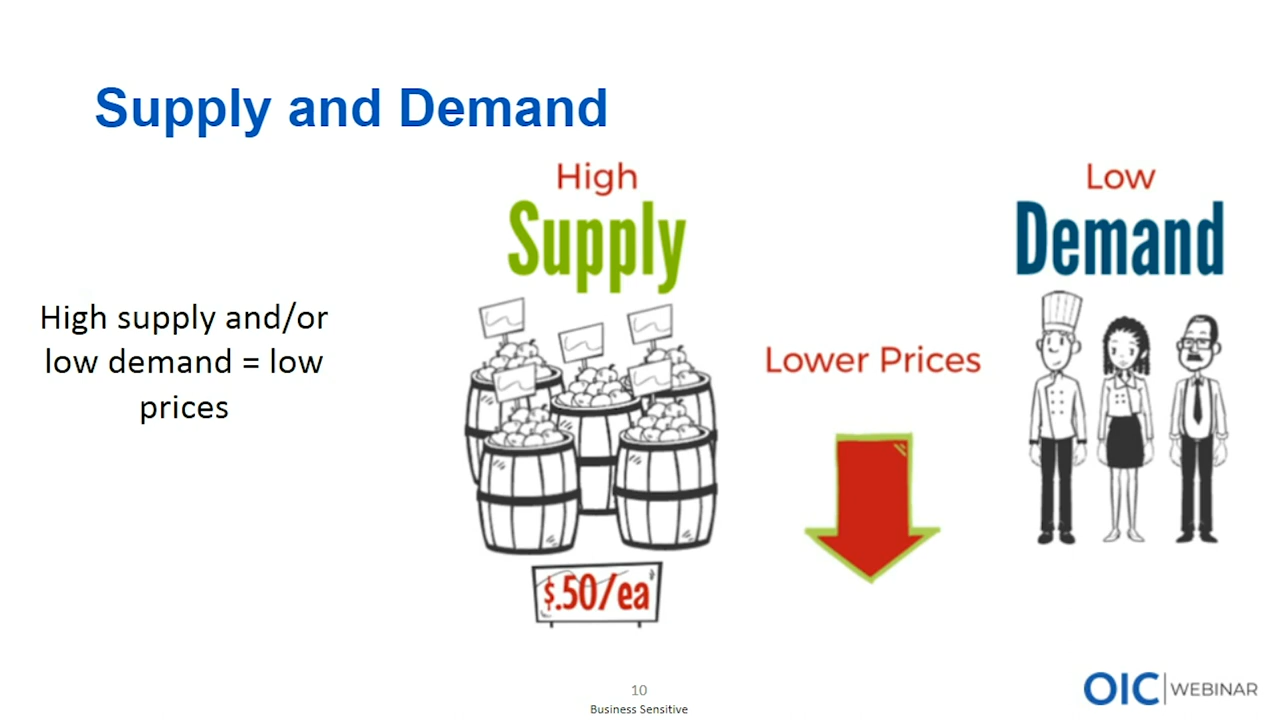 Supply and Demand
High
Supply
Low
Demand
High supply and/or
low demand = low
prices
Lower Prices
$.50/ea
10
Business Sensitive
OIC WEBINAR